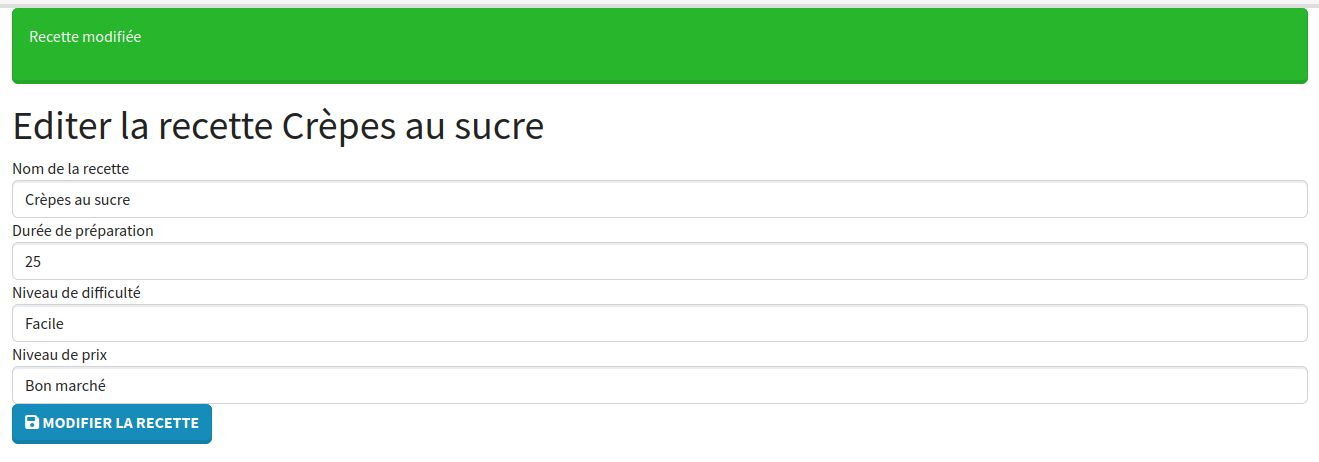 Recette modifiée
Editer la recette Crèpes au sucre
Nom de la recette
Crèpes au sucre
Durée de préparation
25
Niveau de difficulté
Facile
Niveau de prix
Bon marché
MODIFIER LA RECETTE